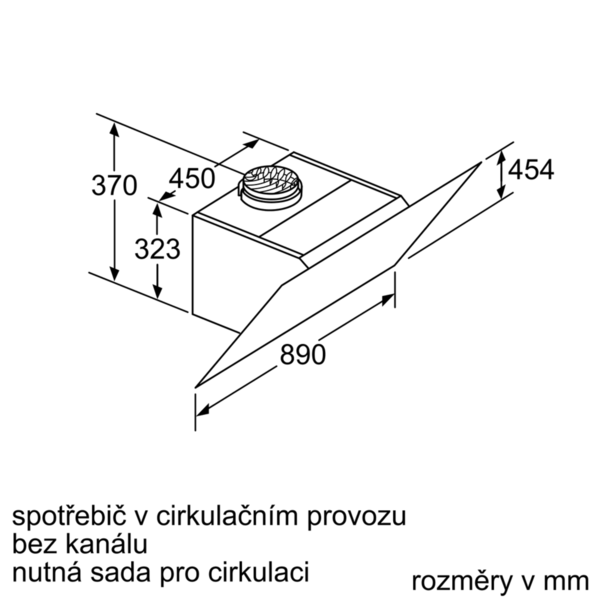 450
370
454
323
890
spotřebič v cirkulačním provozu
bez kanálu
nutná sada pro cirkulaci
rozměry v mm